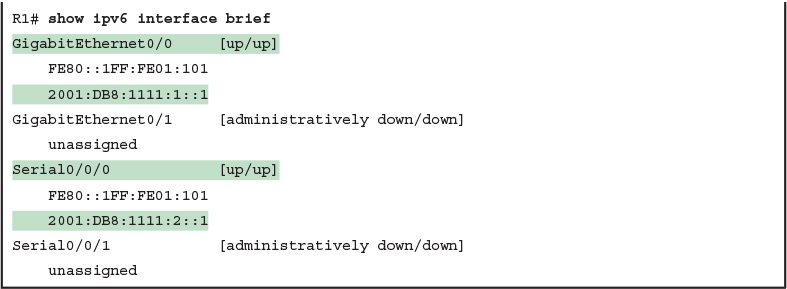 R1# show ipv6 interface brief
GigabitEthernet0/0 [up/up]
FE80::1FF:FE01:101
2001:DB8:1111:1::1
GigabitEthernet0/1 [administratively down/down]
unassigned
Serial0/0/0 [up/up]
FE80::1FF:FE01:101
2001:DB8:1111:2::1
Serial0/0/1 [administratively down/down]
unassigned